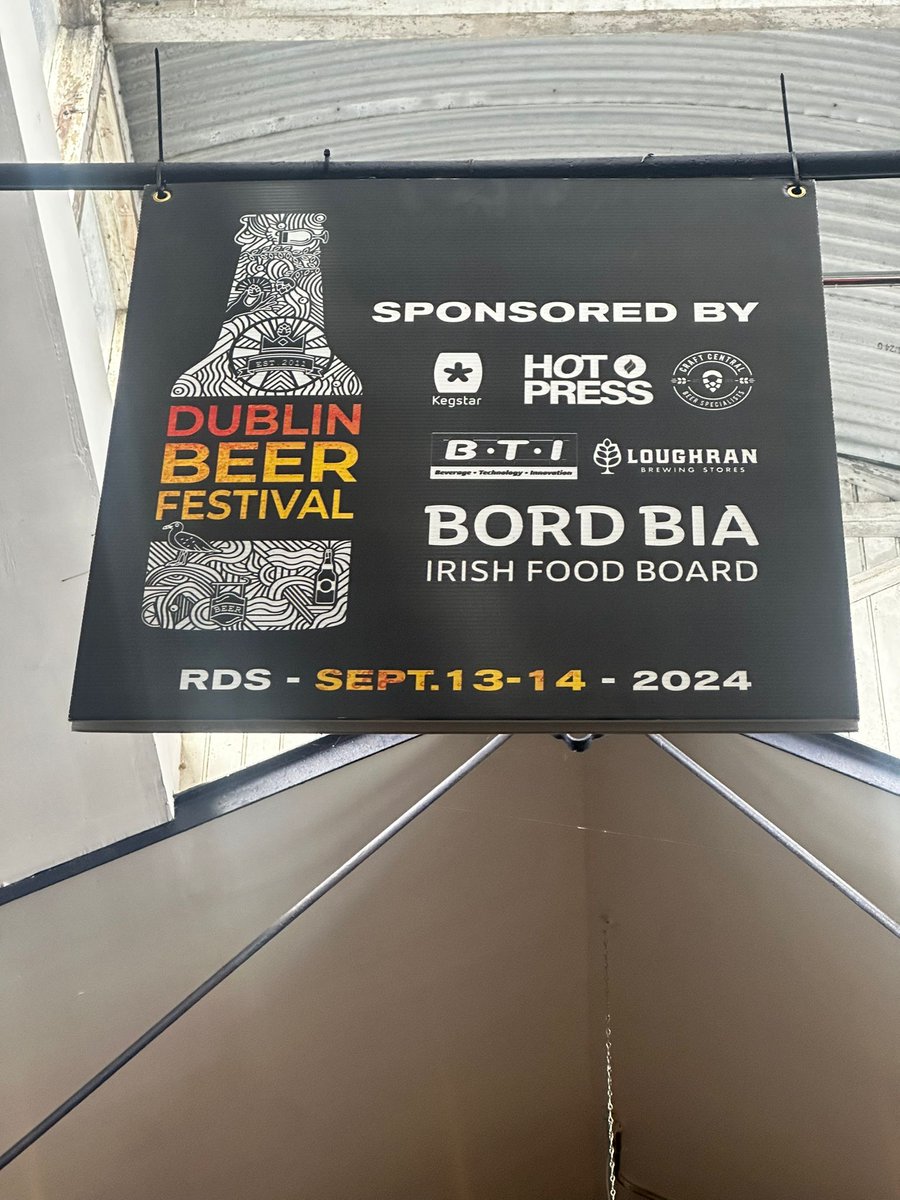 EST. 2011
DUBLIN
BEER
FESTIVAL
BEER
SPONSORED BY
Kegstar
HOT
PRESS
CRAFT CENTRAL
BEER SPECIALISTS
B·T·I
Beverage • Technology • Innovation
LOUGHRAN
BREWING STORES
BORD BIA
IRISH FOOD BOARD
RDS - SEPT.13-14 - 2024